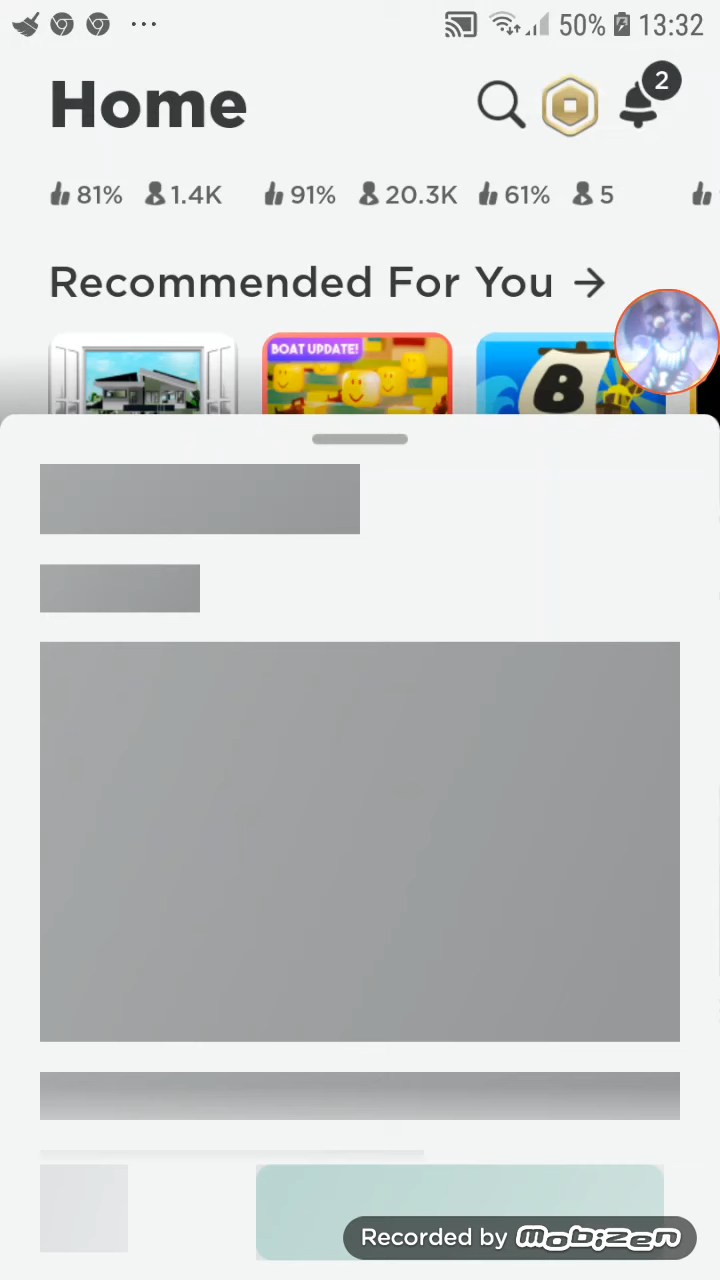 50% 13:32
Home
2
81% 1.4K 91% 20.3K 61% 5
Recommended For You →
BOAT UPDATE!
B
Recorded by mobizen